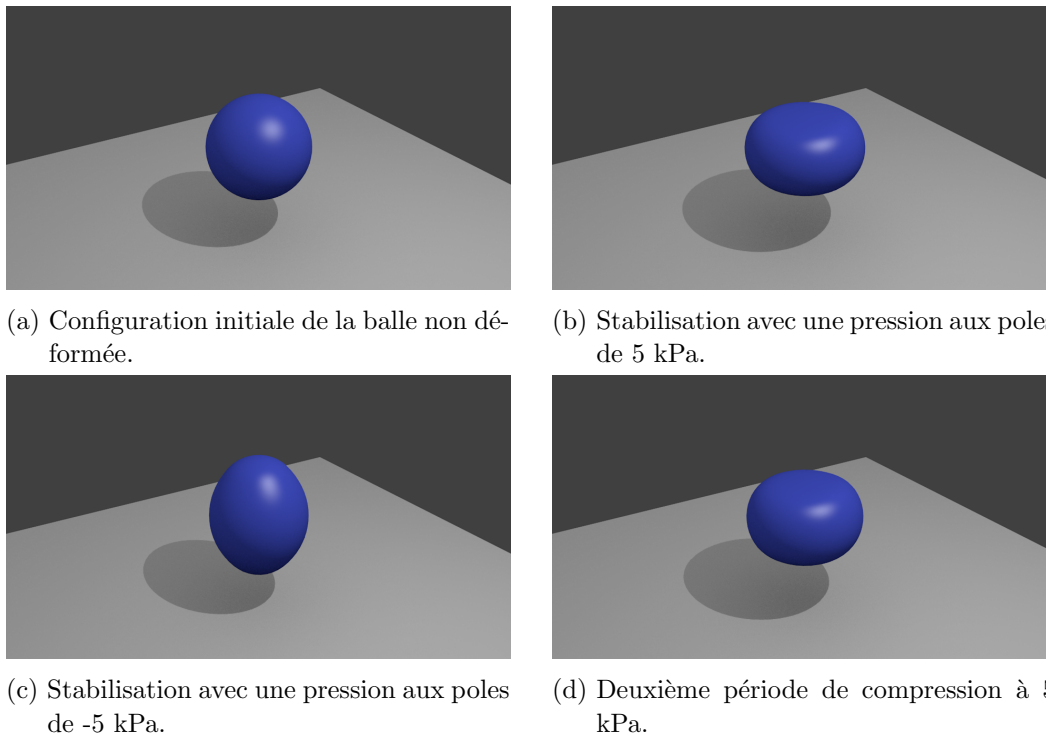 (a) Configuration initiale de la balle non dé-
formée.
(b) Stabilisation avec une pression aux poles
de 5 kPa.
(c) Stabilisation avec une pression aux poles
de -5 kPa.
(d) Deuxième période de compression à 5
kPa.